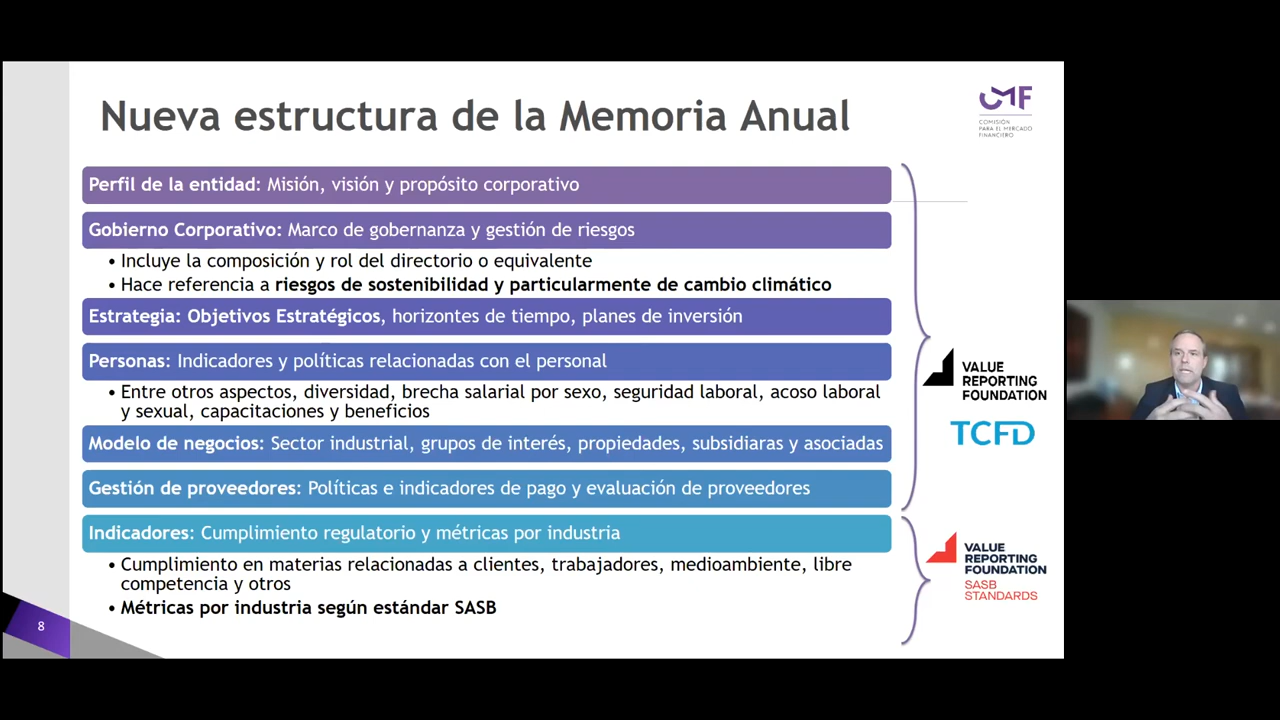 Nueva estructura de la Memoria Anual
CMF
COMISIÓN
PARA EL MERCADO
FINANCIERO
Perfil de la entidad: Misión, visión y propósito corporativo
Gobierno Corporativo: Marco de gobernanza y gestión de riesgos
• Incluye la composición y rol del directorio o equivalente
• Hace referencia a riesgos de sostenibilidad y particularmente de cambio climático
Estrategia: Objetivos Estratégicos, horizontes de tiempo, planes de inversión
Personas: Indicadores y políticas relacionadas con el personal
• Entre otros aspectos, diversidad, brecha salarial por sexo, seguridad laboral, acoso laboral
y sexual, capacitaciones y beneficios
Modelo de negocios: Sector industrial, grupos de interés, propiedades, subsidiaras y asociadas
Gestión de proveedores: Políticas e indicadores de pago y evaluación de proveedores
VALUE
REPORTING
FOUNDATION
TCFD
Indicadores: Cumplimiento regulatorio y métricas por industria
• Cumplimiento en materias relacionadas a clientes, trabajadores, medioambiente, libre
competencia y otros
• Métricas por industria según estándar SASB
VALUE
REPORTING
FOUNDATION
SASB
STANDARDS
8